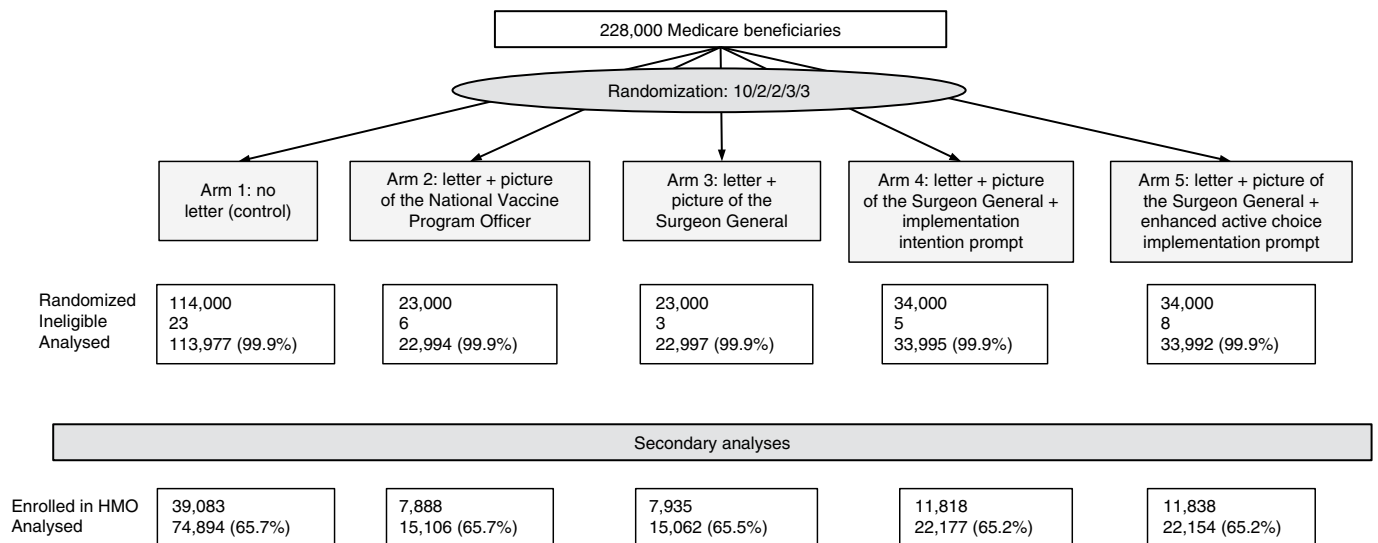 228,000 Medicare beneficiaries
Randomization: 10/2/2/3/3
Arm 1: no
letter (control)
Arm 2: letter + picture
of the National Vaccine
Program Officer
Arm 3: letter +
picture of the
Surgeon General
Arm 4: letter + picture
of the Surgeon General +
implementation
intention prompt
Arm 5: letter + picture of
the Surgeon General +
enhanced active choice
implementation prompt
Randomized
Ineligible
Analysed
114,000
23
113,977 (99.9%)
23,000
6
22,994 (99.9%)
23,000
3
22,997 (99.9%)
34,000
5
33,995 (99.9%)
34,000
8
33,992 (99.9%)
Secondary analyses
Enrolled in HMO
Analysed
39,083
74,894 (65.7%)
7,888
15,106 (65.7%)
7,935
15,062 (65.5%)
11,818
22,177 (65.2%)
11,838
22,154 (65.2%)